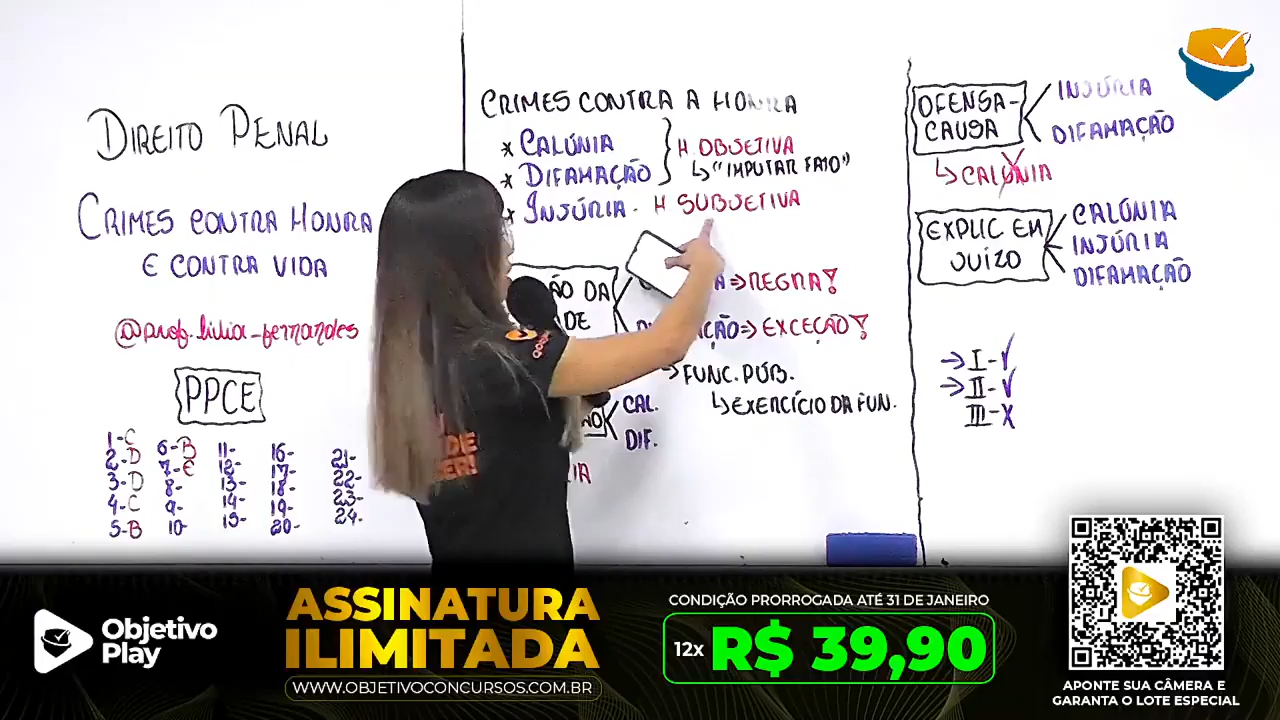 DIREITO PENAL
CRIMES CONTRA HONRA
E CONTRA VIDA
@prof.lilia_fernandes
PPCE
1-C
2-D
3-D
4-C
5-B
6-B
7-E
8-
9-
10-
11-
12-
13-
14-
15-
16-
17-
18-
19-
20-
21-
22-
23-
24-
CRIMES CONTRA A HONRA
* CALÚNIA
* DIFAMAÇÃO
H OBJETIVA
↳ "IMPUTAR FATO"
* INJÚRIA - H SUBJETIVA
ÃO DA
DE
A => REGRA!
AÇÃO => EXCEÇÃO!
→ FUNC. PÚB.
↳ EXERCÍCIO DA FUN.
CAL.
DIF.
OFENSA-
CAUSA
INJÚRIA
DIFAMAÇÃO
↳ CALÚNIA
EXPLIC EM
JUÍZO
CALÚNIA
INJÚRIA
DIFAMAÇÃO
→ I-✓
→ II-✓
III-X
Objetivo
Play
ASSINATURA
ILIMITADA
WWW.OBJETIVOCONCURSOS.COM.BR
CONDIÇÃO PRORROGADA ATÉ 31 DE JANEIRO
12x R$ 39,90
APONTE SUA CÂMERA E
GARANTA O LOTE ESPECIAL